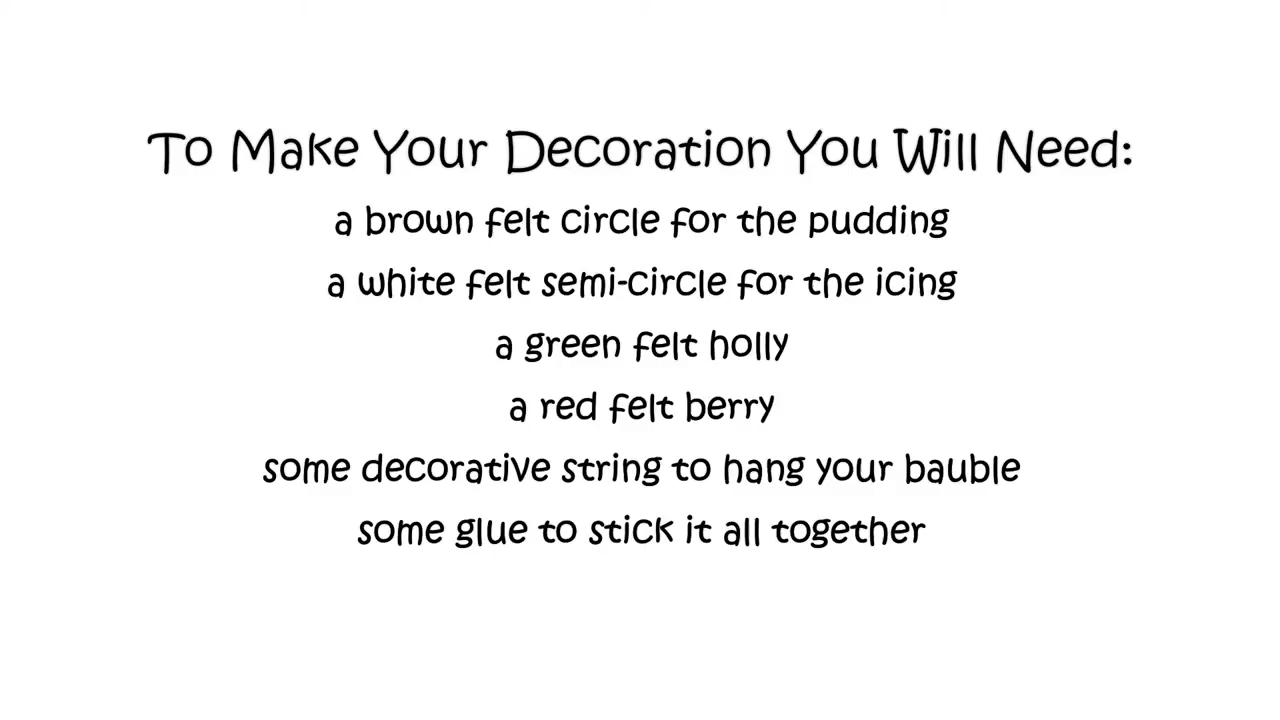 To Make Your Decoration You Will Need:
a brown felt circle for the pudding
a white felt semi-circle for the icing
a green felt holly
a red felt berry
some decorative string to hang your bauble
some glue to stick it all together